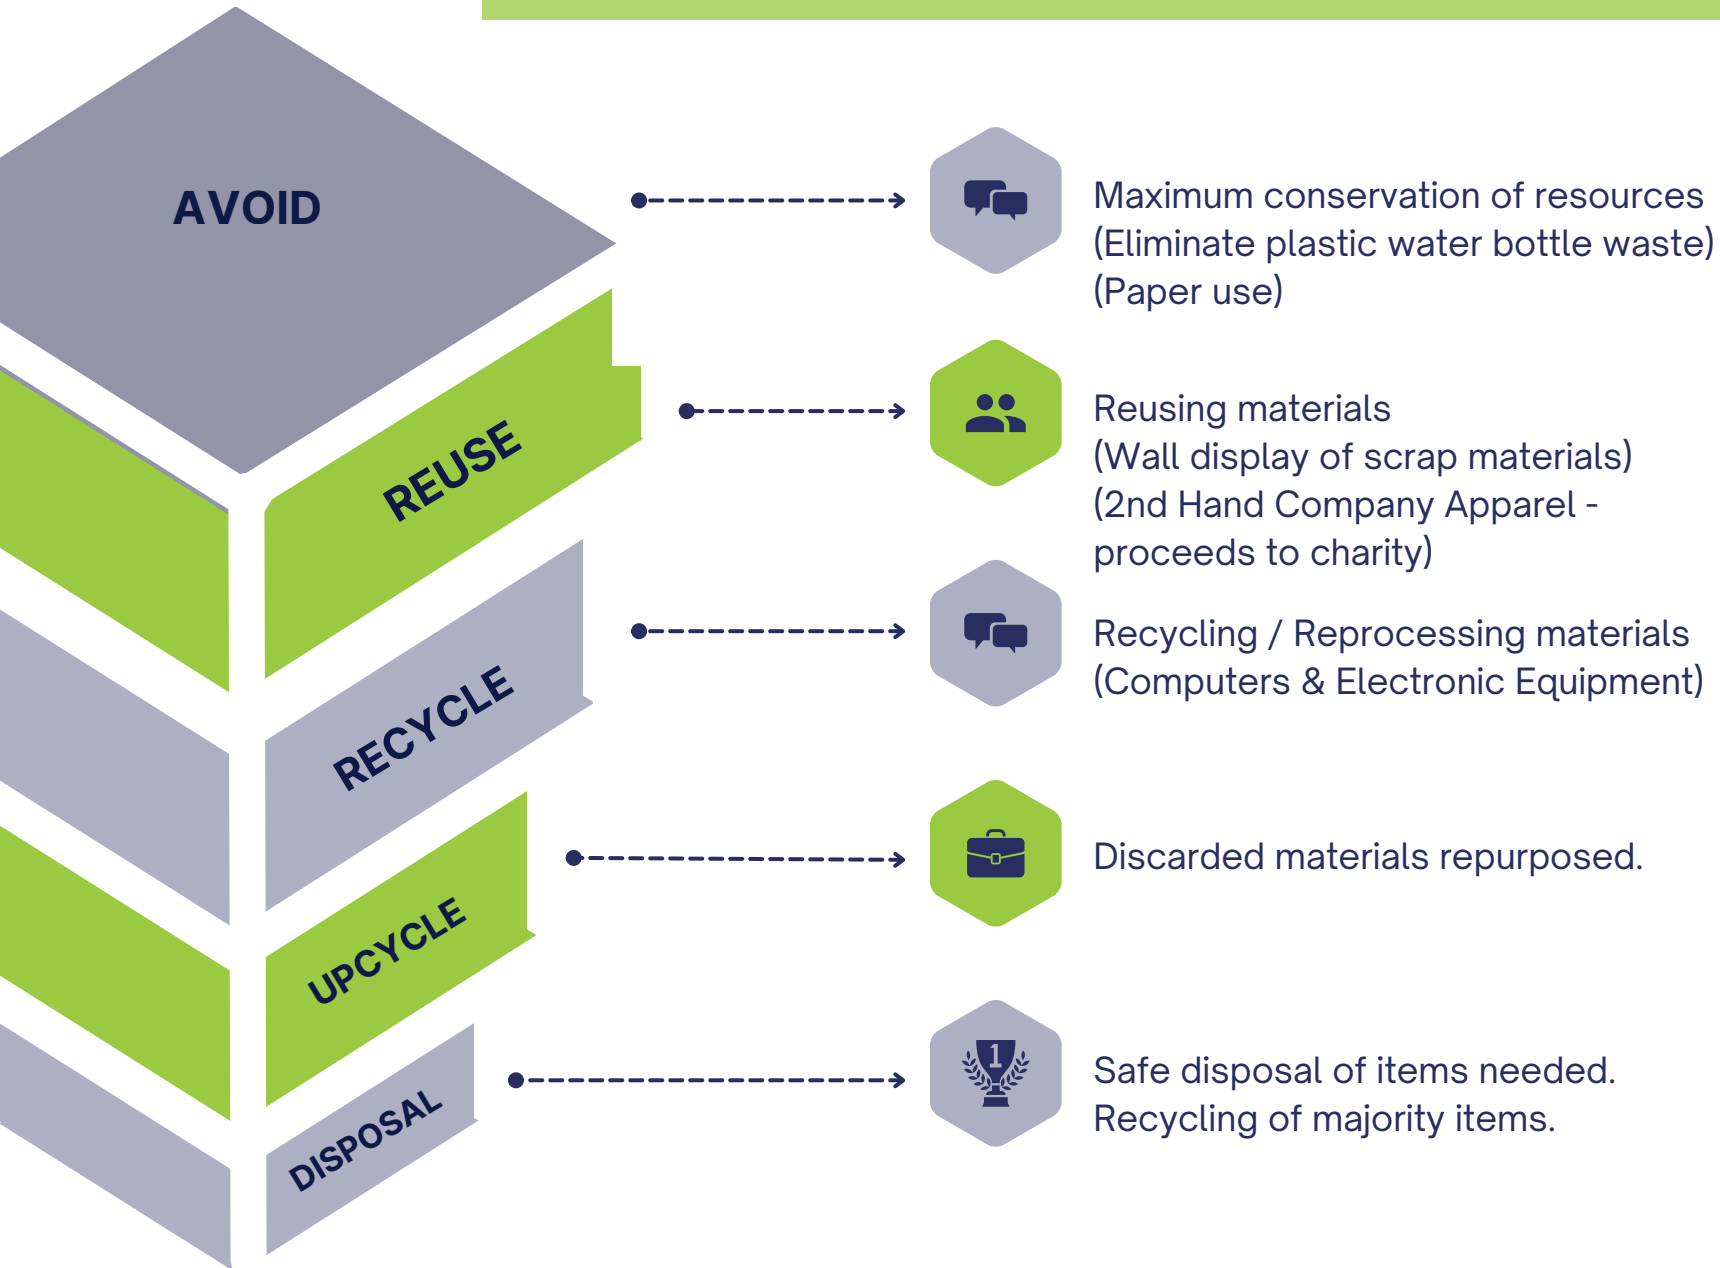 AVOID
Maximum conservation of resources
(Eliminate plastic water bottle waste)
(Paper use)
REUSE
Reusing materials
(Wall display of scrap materials)
(2nd Hand Company Apparel -
proceeds to charity)
RECYCLE
Recycling / Reprocessing materials
(Computers & Electronic Equipment)
UPCYCLE
Discarded materials repurposed.
DISPOSAL
1
Safe disposal of items needed.
Recycling of majority items.